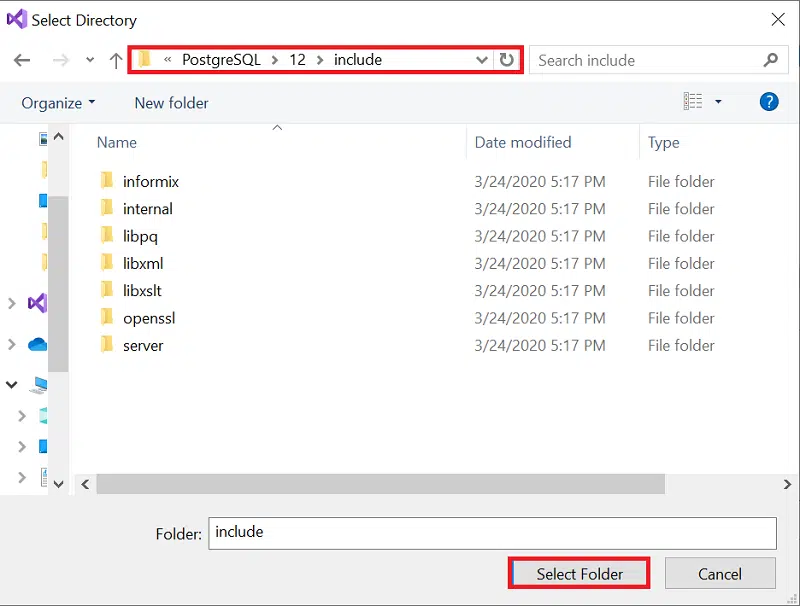 Select Directory
« PostgreSQL > 12 > include Search include
Organize New folder ?
Name Date modified Type
informix 3/24/2020 5:17 PM File folder
internal 3/24/2020 5:17 PM File folder
libpq 3/24/2020 5:17 PM File folder
libxml 3/24/2020 5:17 PM File folder
libxslt 3/24/2020 5:17 PM File folder
openssl 3/24/2020 5:17 PM File folder
server 3/24/2020 5:17 PM File folder
Folder: include
Select Folder Cancel